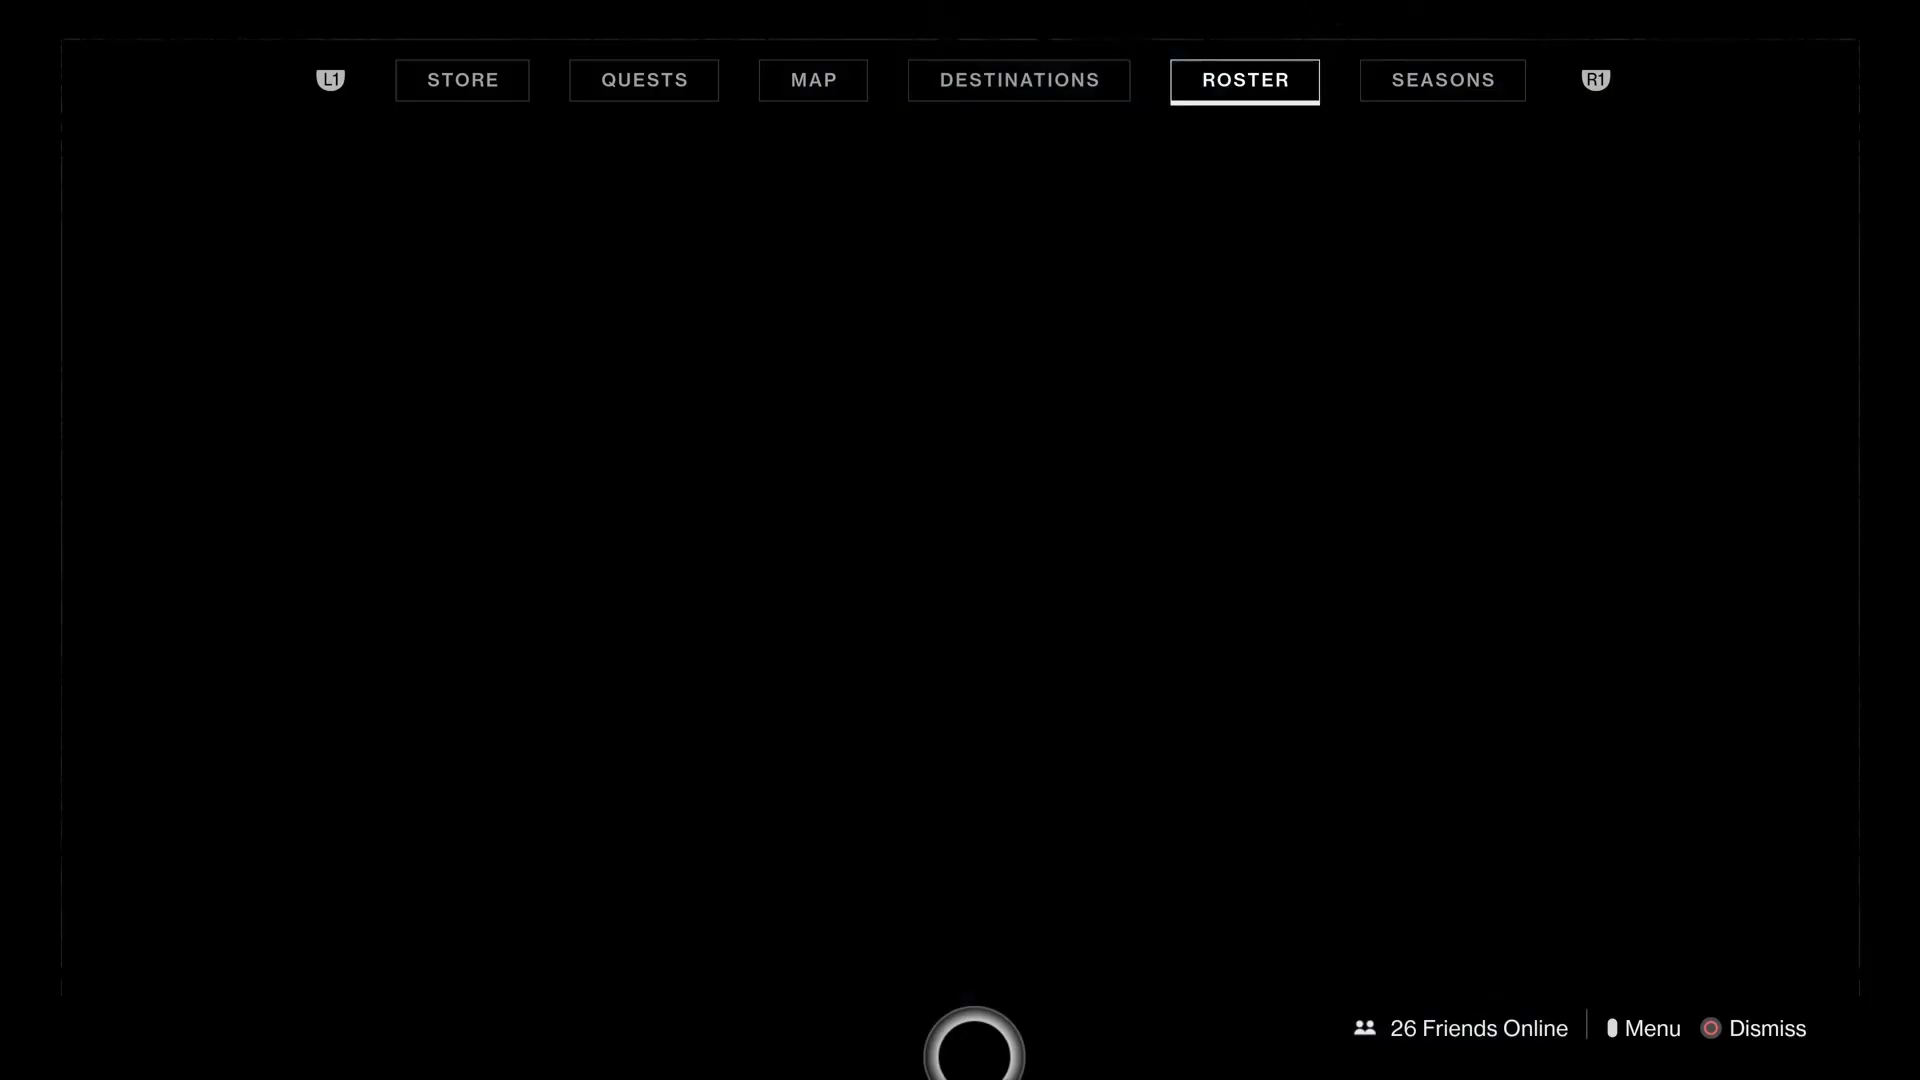 L1 STORE QUESTS MAP DESTINATIONS ROSTER SEASONS R1
26 Friends Online Menu Dismiss